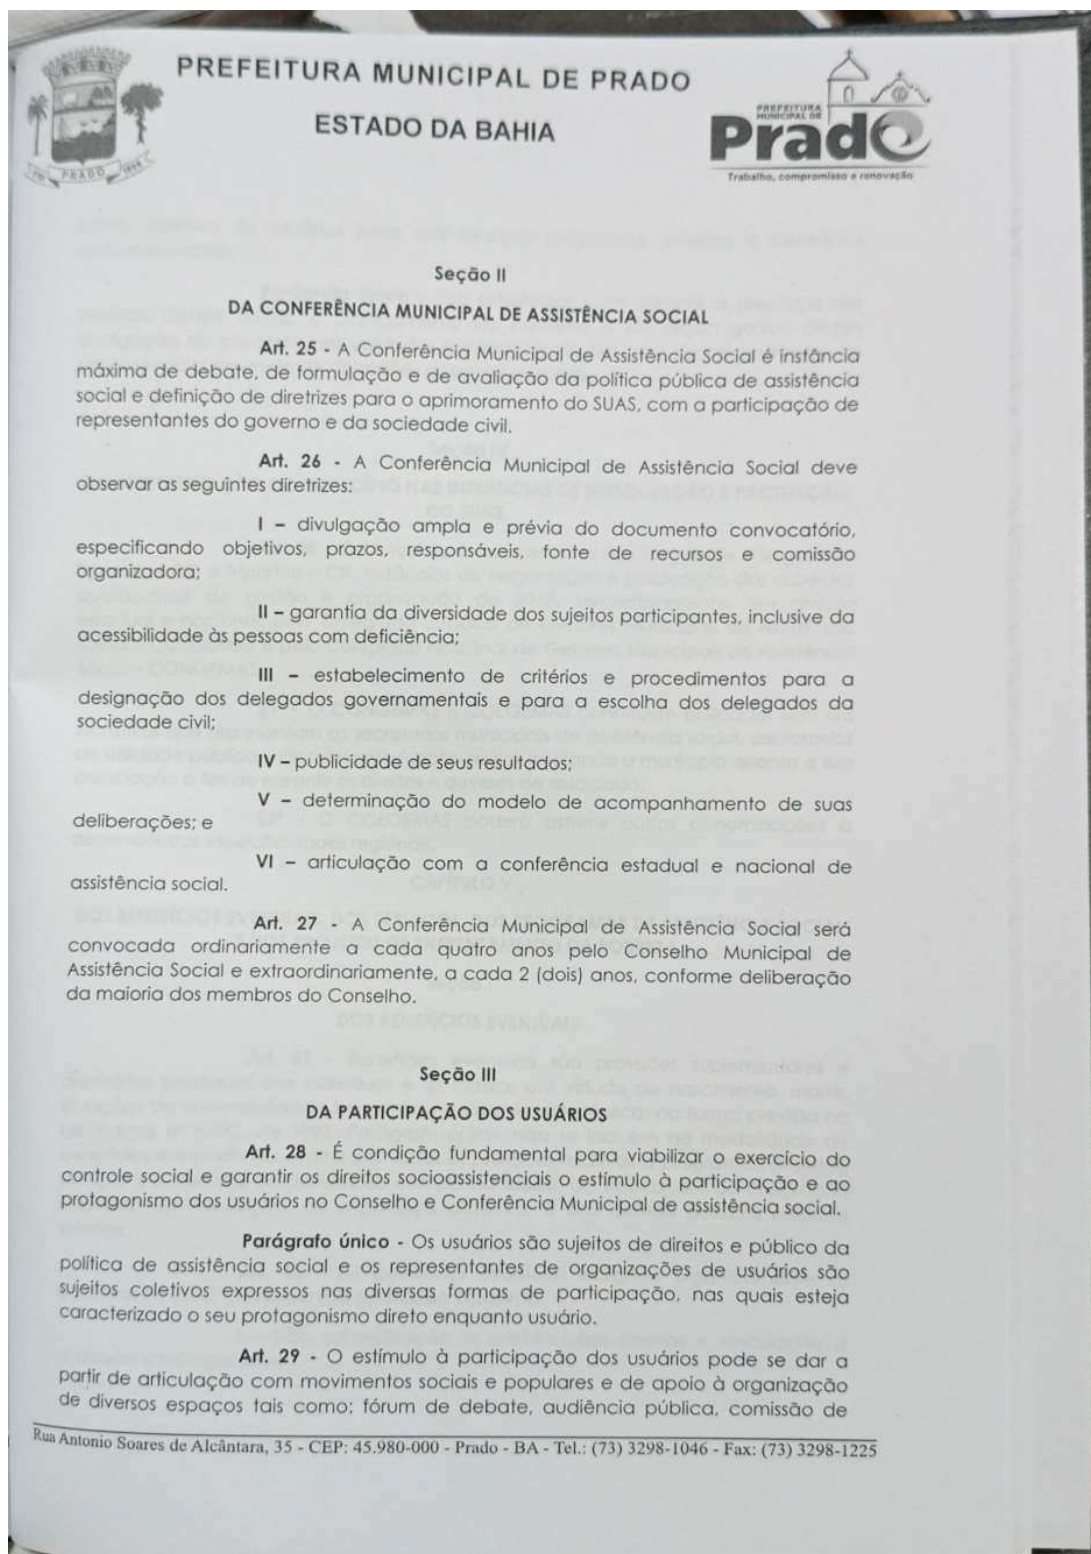 PREFEITURA MUNICIPAL DE PRADO
ESTADO DA BAHIA
PREFEITURA
MUNICIPAL DE
Prado
Trabalho, compromisso e renovação
PRADO
Seção II
DA CONFERÊNCIA MUNICIPAL DE ASSISTÊNCIA SOCIAL
Art. 25 - A Conferência Municipal de Assistência Social é instância
máxima de debate, de formulação e de avaliação da política pública de assistência
social e definição de diretrizes para o aprimoramento do SUAS, com a participação de
representantes do governo e da sociedade civil.
Art. 26 - A Conferência Municipal de Assistência Social deve
observar as seguintes diretrizes:
I – divulgação ampla e prévia do documento convocatório,
especificando objetivos, prazos, responsáveis, fonte de recursos e comissão
organizadora;
II – garantia da diversidade dos sujeitos participantes, inclusive da
acessibilidade às pessoas com deficiência;
III – estabelecimento de critérios e procedimentos para a
designação dos delegados governamentais e para a escolha dos delegados da
sociedade civil;
IV – publicidade de seus resultados;
V – determinação do modelo de acompanhamento de suas
deliberações; e
VI – articulação com a conferência estadual e nacional de
assistência social.
Art. 27 - A Conferência Municipal de Assistência Social será
convocada ordinariamente a cada quatro anos pelo Conselho Municipal de
Assistência Social e extraordinariamente, a cada 2 (dois) anos, conforme deliberação
da maioria dos membros do Conselho.
Seção III
DA PARTICIPAÇÃO DOS USUÁRIOS
Art. 28 - É condição fundamental para viabilizar o exercício do
controle social e garantir os direitos socioassistenciais o estímulo à participação e ao
protagonismo dos usuários no Conselho e Conferência Municipal de assistência social.
Parágrafo único - Os usuários são sujeitos de direitos e público da
política de assistência social e os representantes de organizações de usuários são
sujeitos coletivos expressos nas diversas formas de participação, nas quais esteja
caracterizado o seu protagonismo direto enquanto usuário.
Art. 29 - O estímulo à participação dos usuários pode se dar a
partir de articulação com movimentos sociais e populares e de apoio à organização
de diversos espaços tais como: fórum de debate, audiência pública, comissão de
Rua Antonio Soares de Alcântara, 35 - CEP: 45.980-000 - Prado - BA - Tel.: (73) 3298-1046 - Fax: (73) 3298-1225